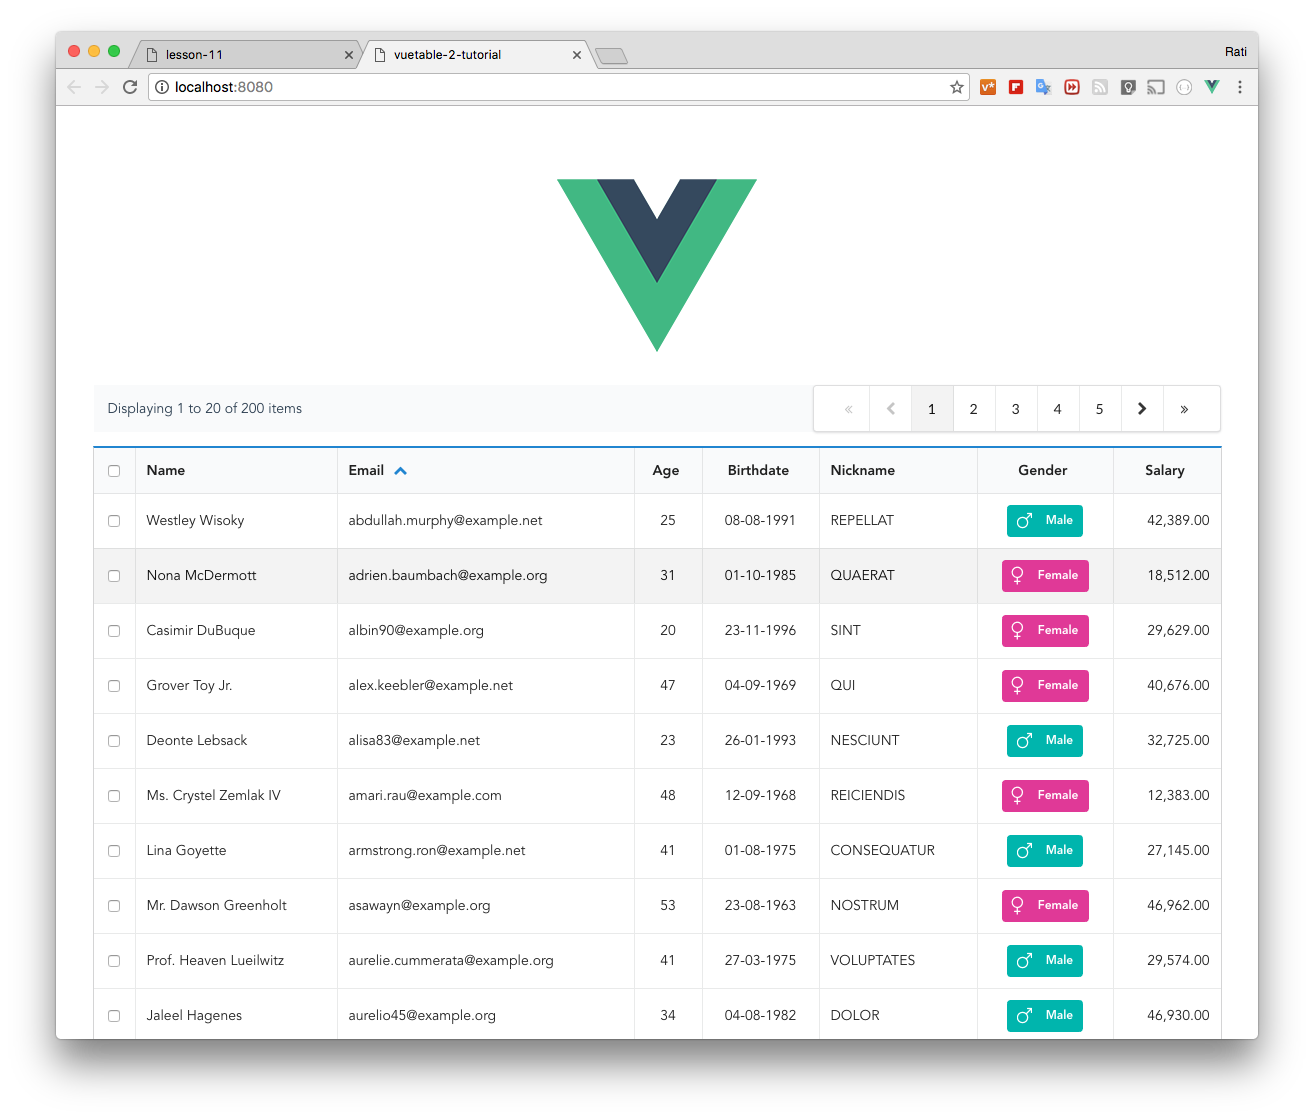 lesson-11
vuetable-2-tutorial
Rati
localhost:8080
Displaying 1 to 20 of 200 items
« 1 2 3 4 5 »
Name Email Age Birthdate Nickname Gender Salary
Westley Wisoky abdullah.murphy@example.net 25 08-08-1991 REPELLAT Male 42,389.00
Nona McDermott adrien.baumbach@example.org 31 01-10-1985 QUAERAT Female 18,512.00
Casimir DuBuque albin90@example.org 20 23-11-1996 SINT Female 29,629.00
Grover Toy Jr. alex.keebler@example.net 47 04-09-1969 QUI Female 40,676.00
Deonte Lebsack alisa83@example.net 23 26-01-1993 NESCIUNT Male 32,725.00
Ms. Crystel Zemlak IV amari.rau@example.com 48 12-09-1968 REICIENDIS Female 12,383.00
Lina Goyette armstrong.ron@example.net 41 01-08-1975 CONSEQUATUR Male 27,145.00
Mr. Dawson Greenholt asawayn@example.org 53 23-08-1963 NOSTRUM Female 46,962.00
Prof. Heaven Lueilwitz aurelie.cummerata@example.org 41 27-03-1975 VOLUPTATES Male 29,574.00
Jaleel Hagenes aurelio45@example.org 34 04-08-1982 DOLOR Male 46,930.00